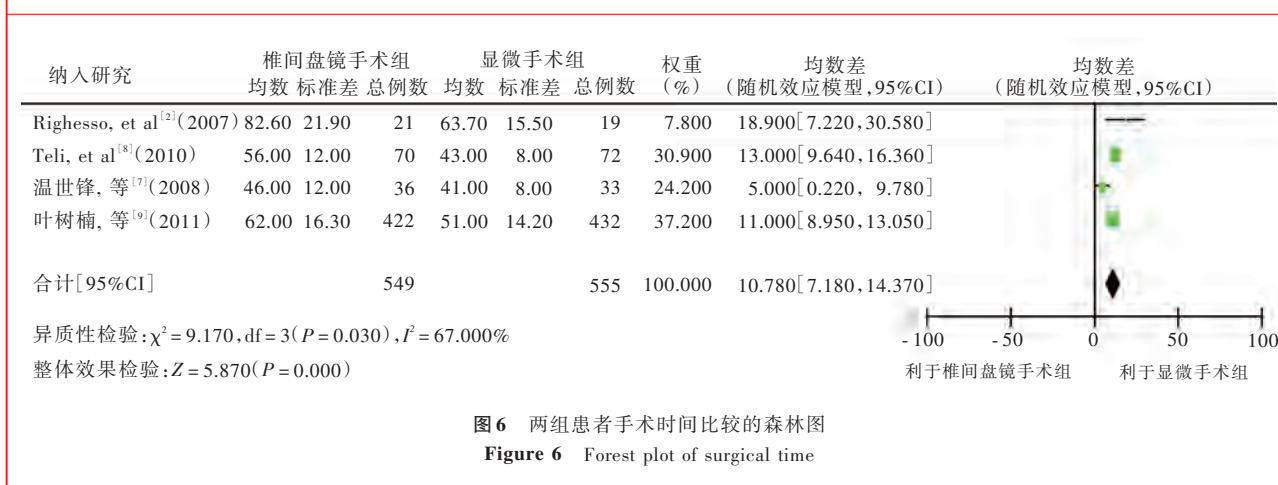 纳入研究 椎间盘镜手术组 显微手术组 权重 均数差 均数差
均数 标准差 总例数 均数 标准差 总例数 (%) (随机效应模型,95%CI) (随机效应模型,95%CI)
Righesso, et al[2](2007) 82.60 21.90 21 63.70 15.50 19 7.800 18.900[7.220,30.580]
Teli, et al[8](2010) 56.00 12.00 70 43.00 8.00 72 30.900 13.000[9.640,16.360]
温世锋, 等[7](2008) 46.00 12.00 36 41.00 8.00 33 24.200 5.000[0.220, 9.780]
叶树楠, 等[9](2011) 62.00 16.30 422 51.00 14.20 432 37.200 11.000[8.950,13.050]
合计[95%CI] 549 555 100.000 10.780[7.180,14.370]
异质性检验:χ²=9.170,df=3(P=0.030),I²=67.000%
-100 -50 0 50 100
整体效果检验:Z=5.870(P=0.000)
利于椎间盘镜手术组 利于显微手术组
图6 两组患者手术时间比较的森林图
Figure 6 Forest plot of surgical time